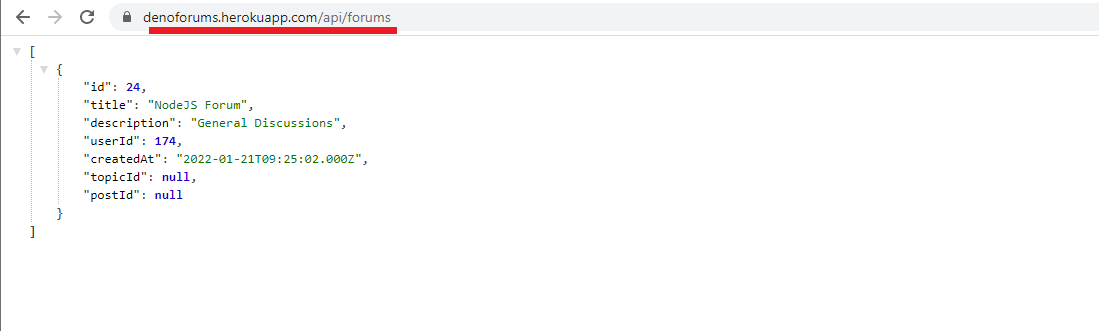 denoforums.herokuapp.com/api/forums
[
{
"id": 24,
"title": "NodeJS Forum",
"description": "General Discussions",
"userId": 174,
"createdAt": "2022-01-21T09:25:02.000Z",
"topicId": null,
"postId": null
}
]